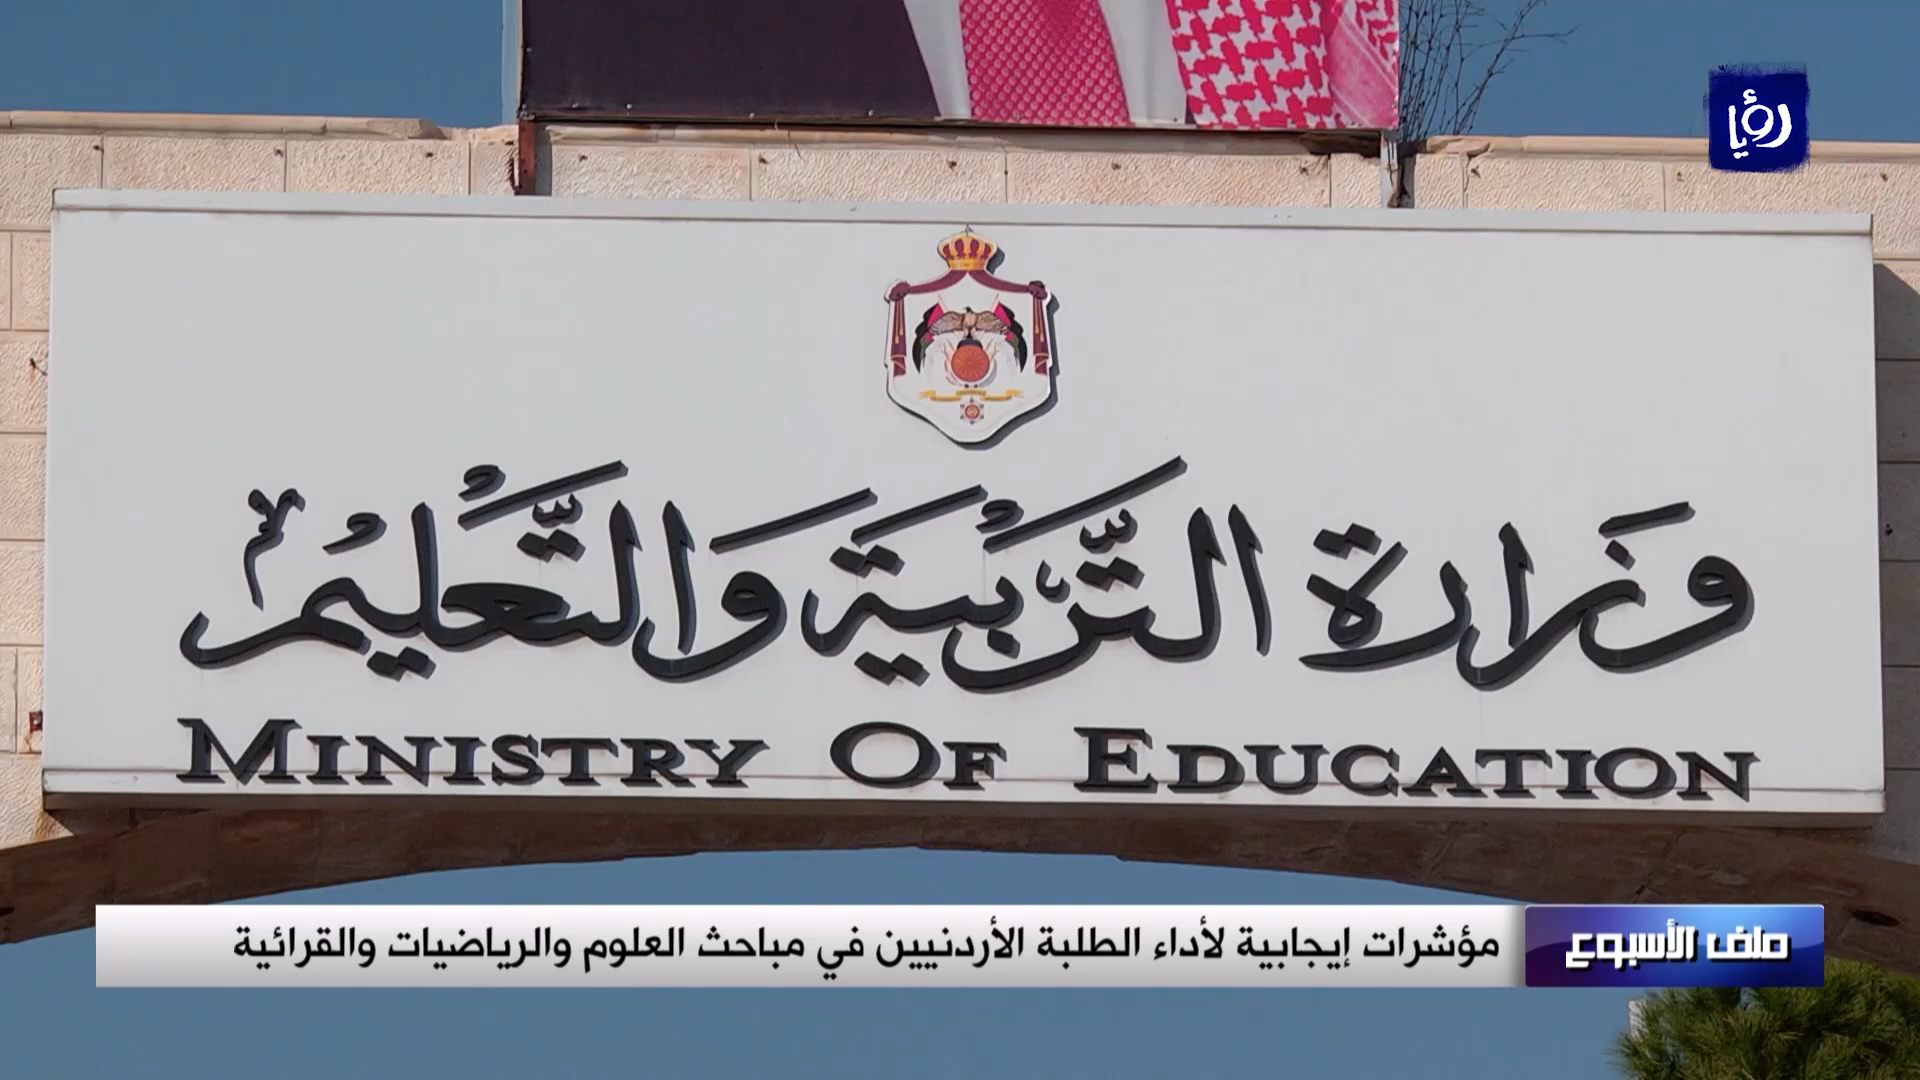 رؤيا
وزارة التربية والتعليم
MINISTRY OF EDUCATION
ملف الأسبوع
مؤشرات إيجابية لأداء الطلبة الأردنيين في مباحث العلوم والرياضيات والقرائية